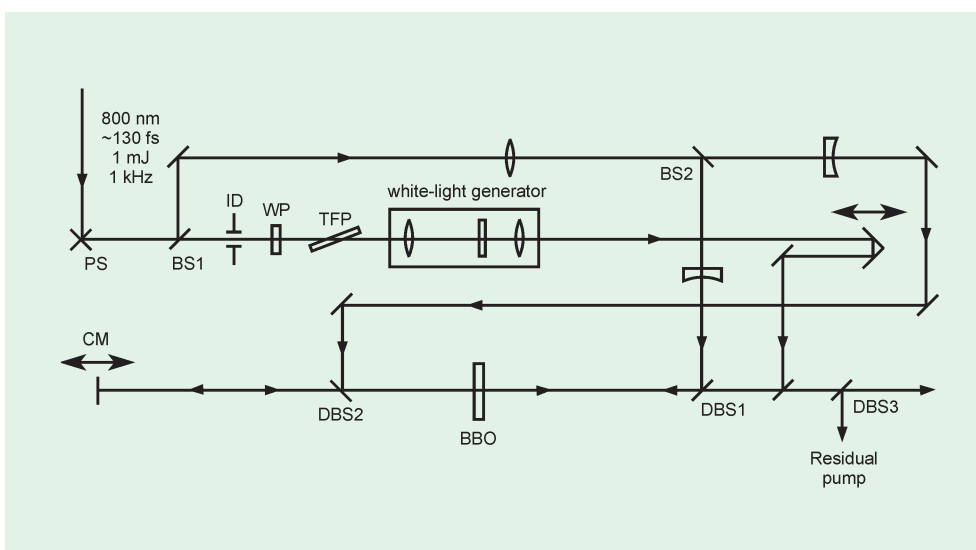 800 nm
~130 fs
1 mJ
1 kHz
BS2
white-light generator
ID
WP
TFP
PS
BS1
CM
DBS2
BBO
DBS1
DBS3
Residual
pump